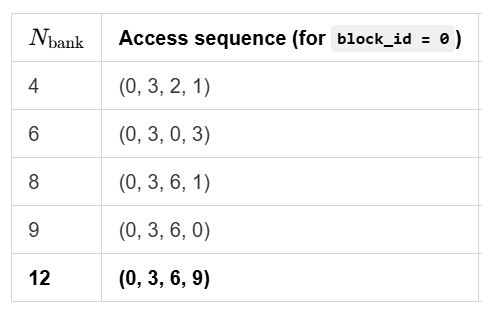 N_bank Access sequence (for block_id = 0)
4 (0, 3, 2, 1)
6 (0, 3, 0, 3)
8 (0, 3, 6, 1)
9 (0, 3, 6, 0)
12 (0, 3, 6, 9)